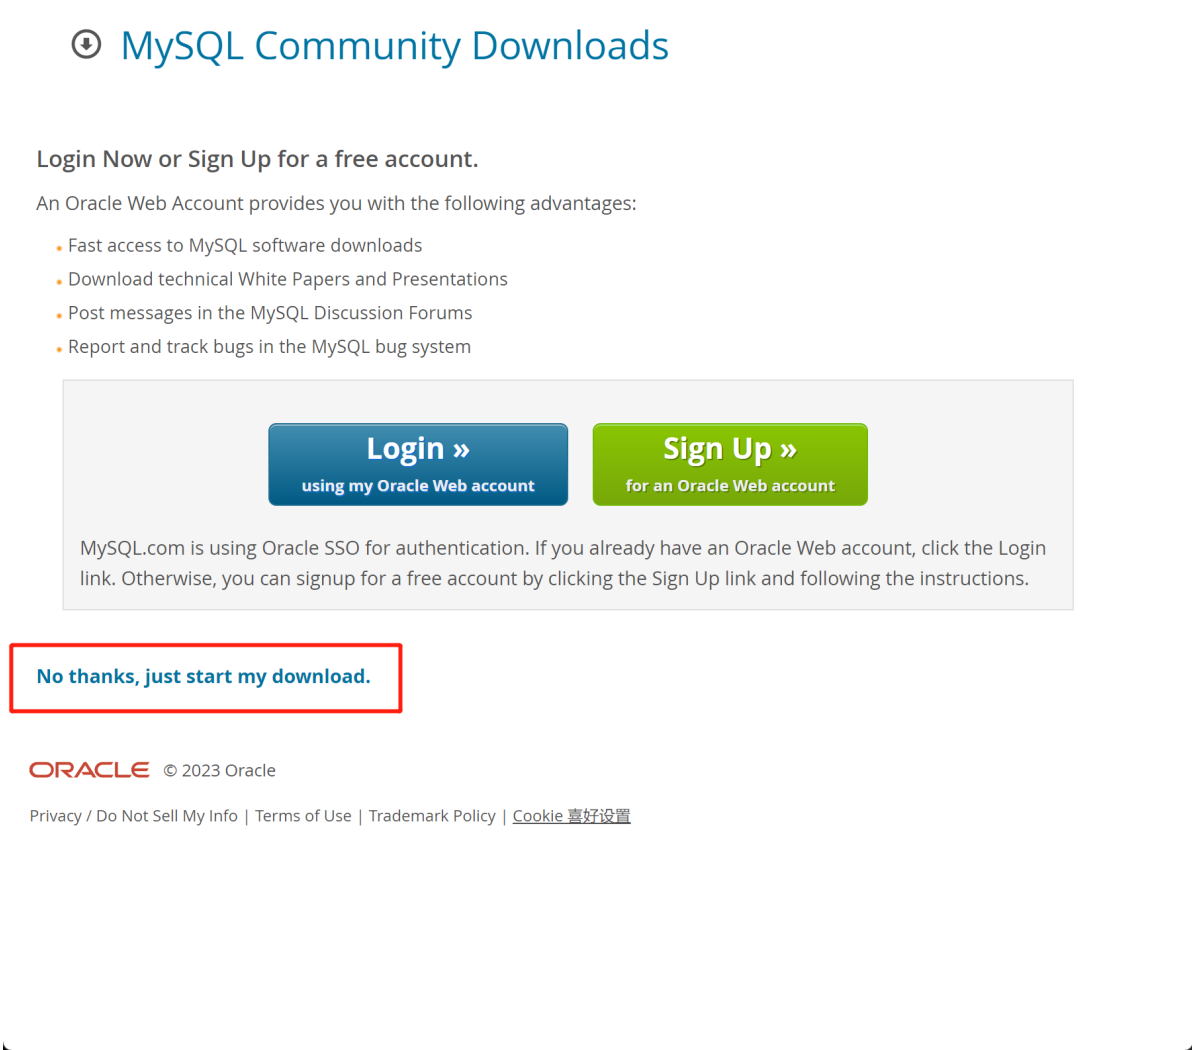 MySQL Community Downloads
Login Now or Sign Up for a free account.
An Oracle Web Account provides you with the following advantages:
Fast access to MySQL software downloads
Download technical White Papers and Presentations
Post messages in the MySQL Discussion Forums
Report and track bugs in the MySQL bug system
Login »
using my Oracle Web account
Sign Up »
for an Oracle Web account
MySQL.com is using Oracle SSO for authentication. If you already have an Oracle Web account, click the Login
link. Otherwise, you can signup for a free account by clicking the Sign Up link and following the instructions.
No thanks, just start my download.
ORACLE © 2023 Oracle
Privacy / Do Not Sell My Info | Terms of Use | Trademark Policy | Cookie 喜好设置